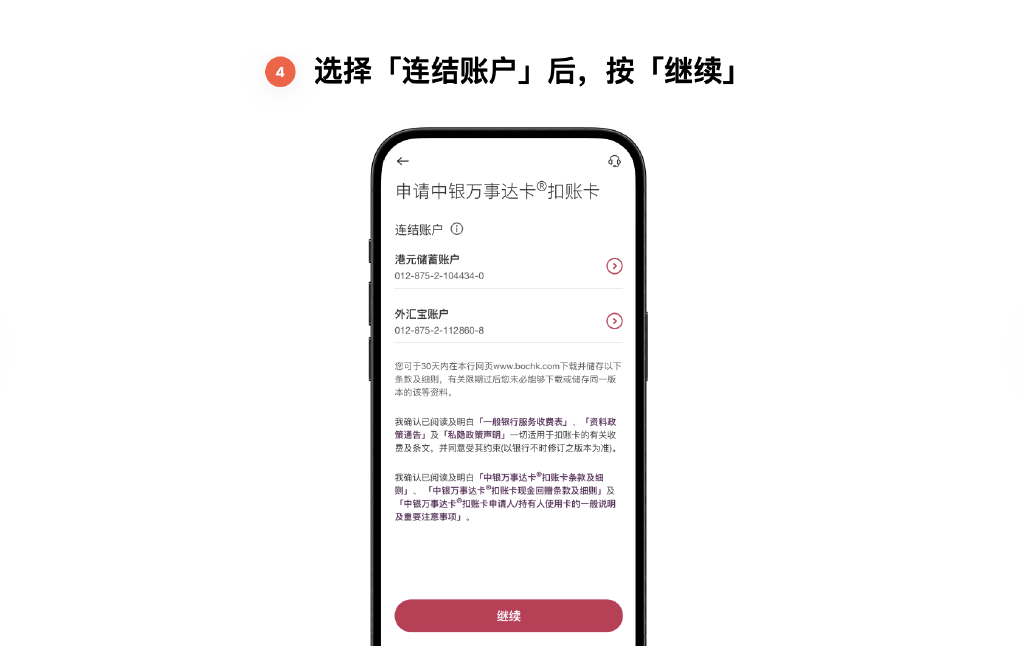 4 选择「连结账户」后，按「继续」
申请中银万事达卡®扣账卡
连结账户
港元储蓄账户
012-875-2-104434-0
外汇宝账户
012-875-2-112860-8
您可于30天内在本行网页www.bochk.com下载并储存以下
条款及细则，有关限期过后您未必能够下载或储存同一版
本的该等资料。
我确认已阅读及明白「一般银行服务收费表」、「资料政
策通告」及「私隐政策声明」一切适用于扣账卡的有关收
费及条文，并同意受其约束(以银行不时修订之版本为准)。
我确认已阅读及明白「中银万事达卡®扣账卡条款及细
则」、「中银万事达卡®扣账卡现金回赠条款及细则」及
「中银万事达卡®扣账卡申请人/持有人使用卡的一般说明
及重要注意事项」。
继续